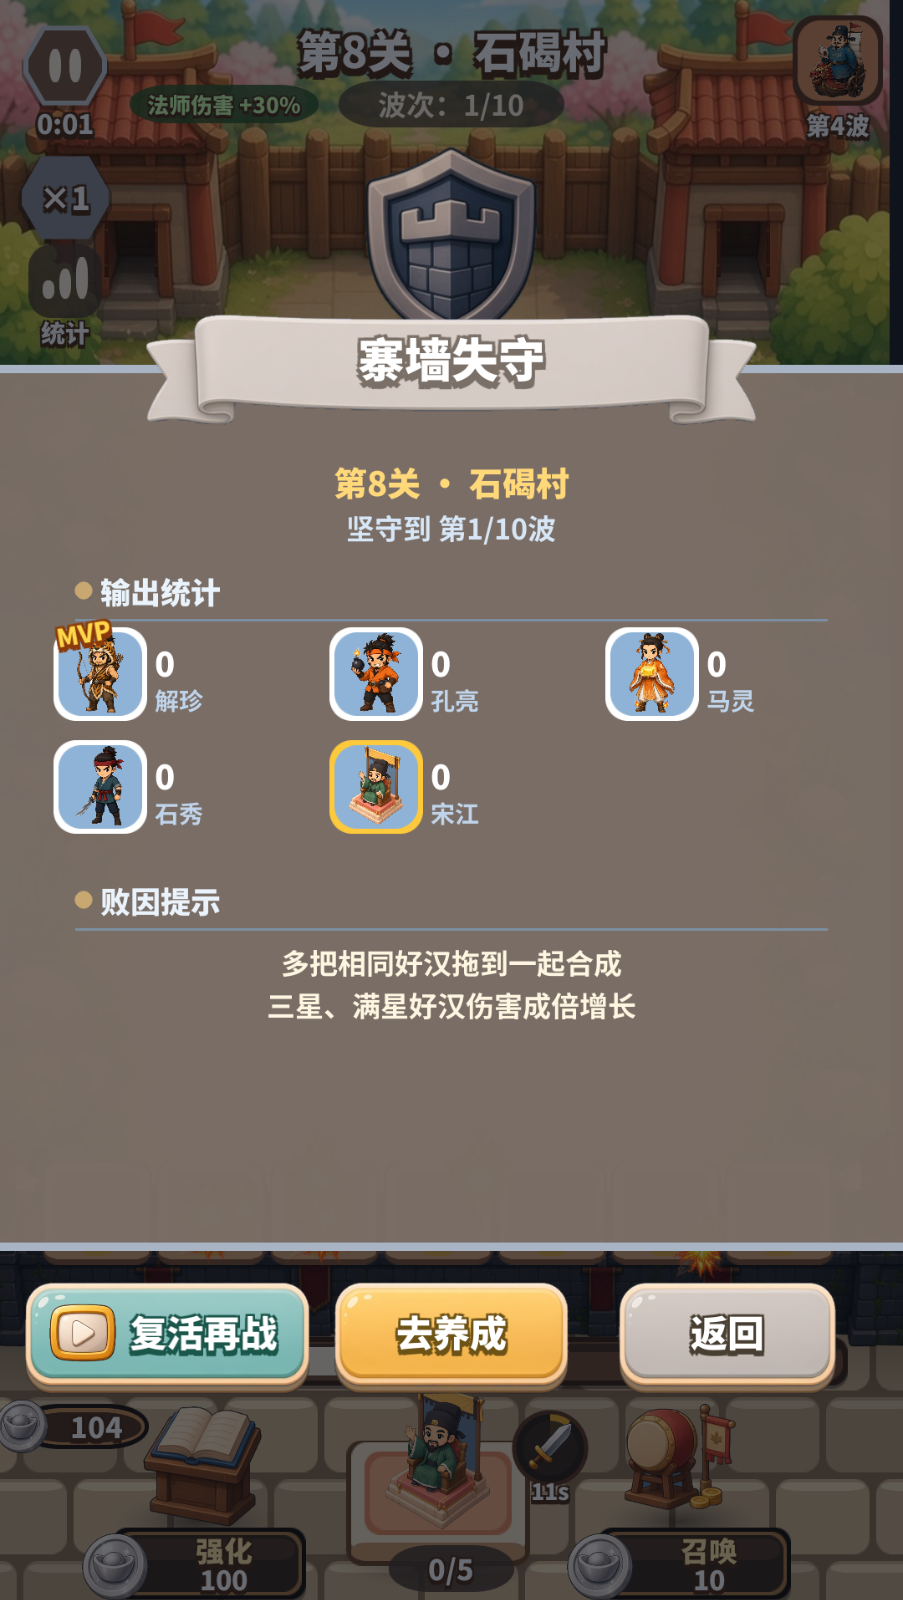 第8关 · 石碣村
法师伤害 +30%
波次: 1/10
0:01
第4波
×1
统计
寨墙失守
第8关 · 石碣村
坚守到 第1/10波
输出统计
MVP
0
解珍
0
孔亮
0
马灵
0
石秀
0
宋江
败因提示
多把相同好汉拖到一起合成
三星、满星好汉伤害成倍增长
复活再战
去养成
返回
104
11s
强化
100
0/5
召唤
10